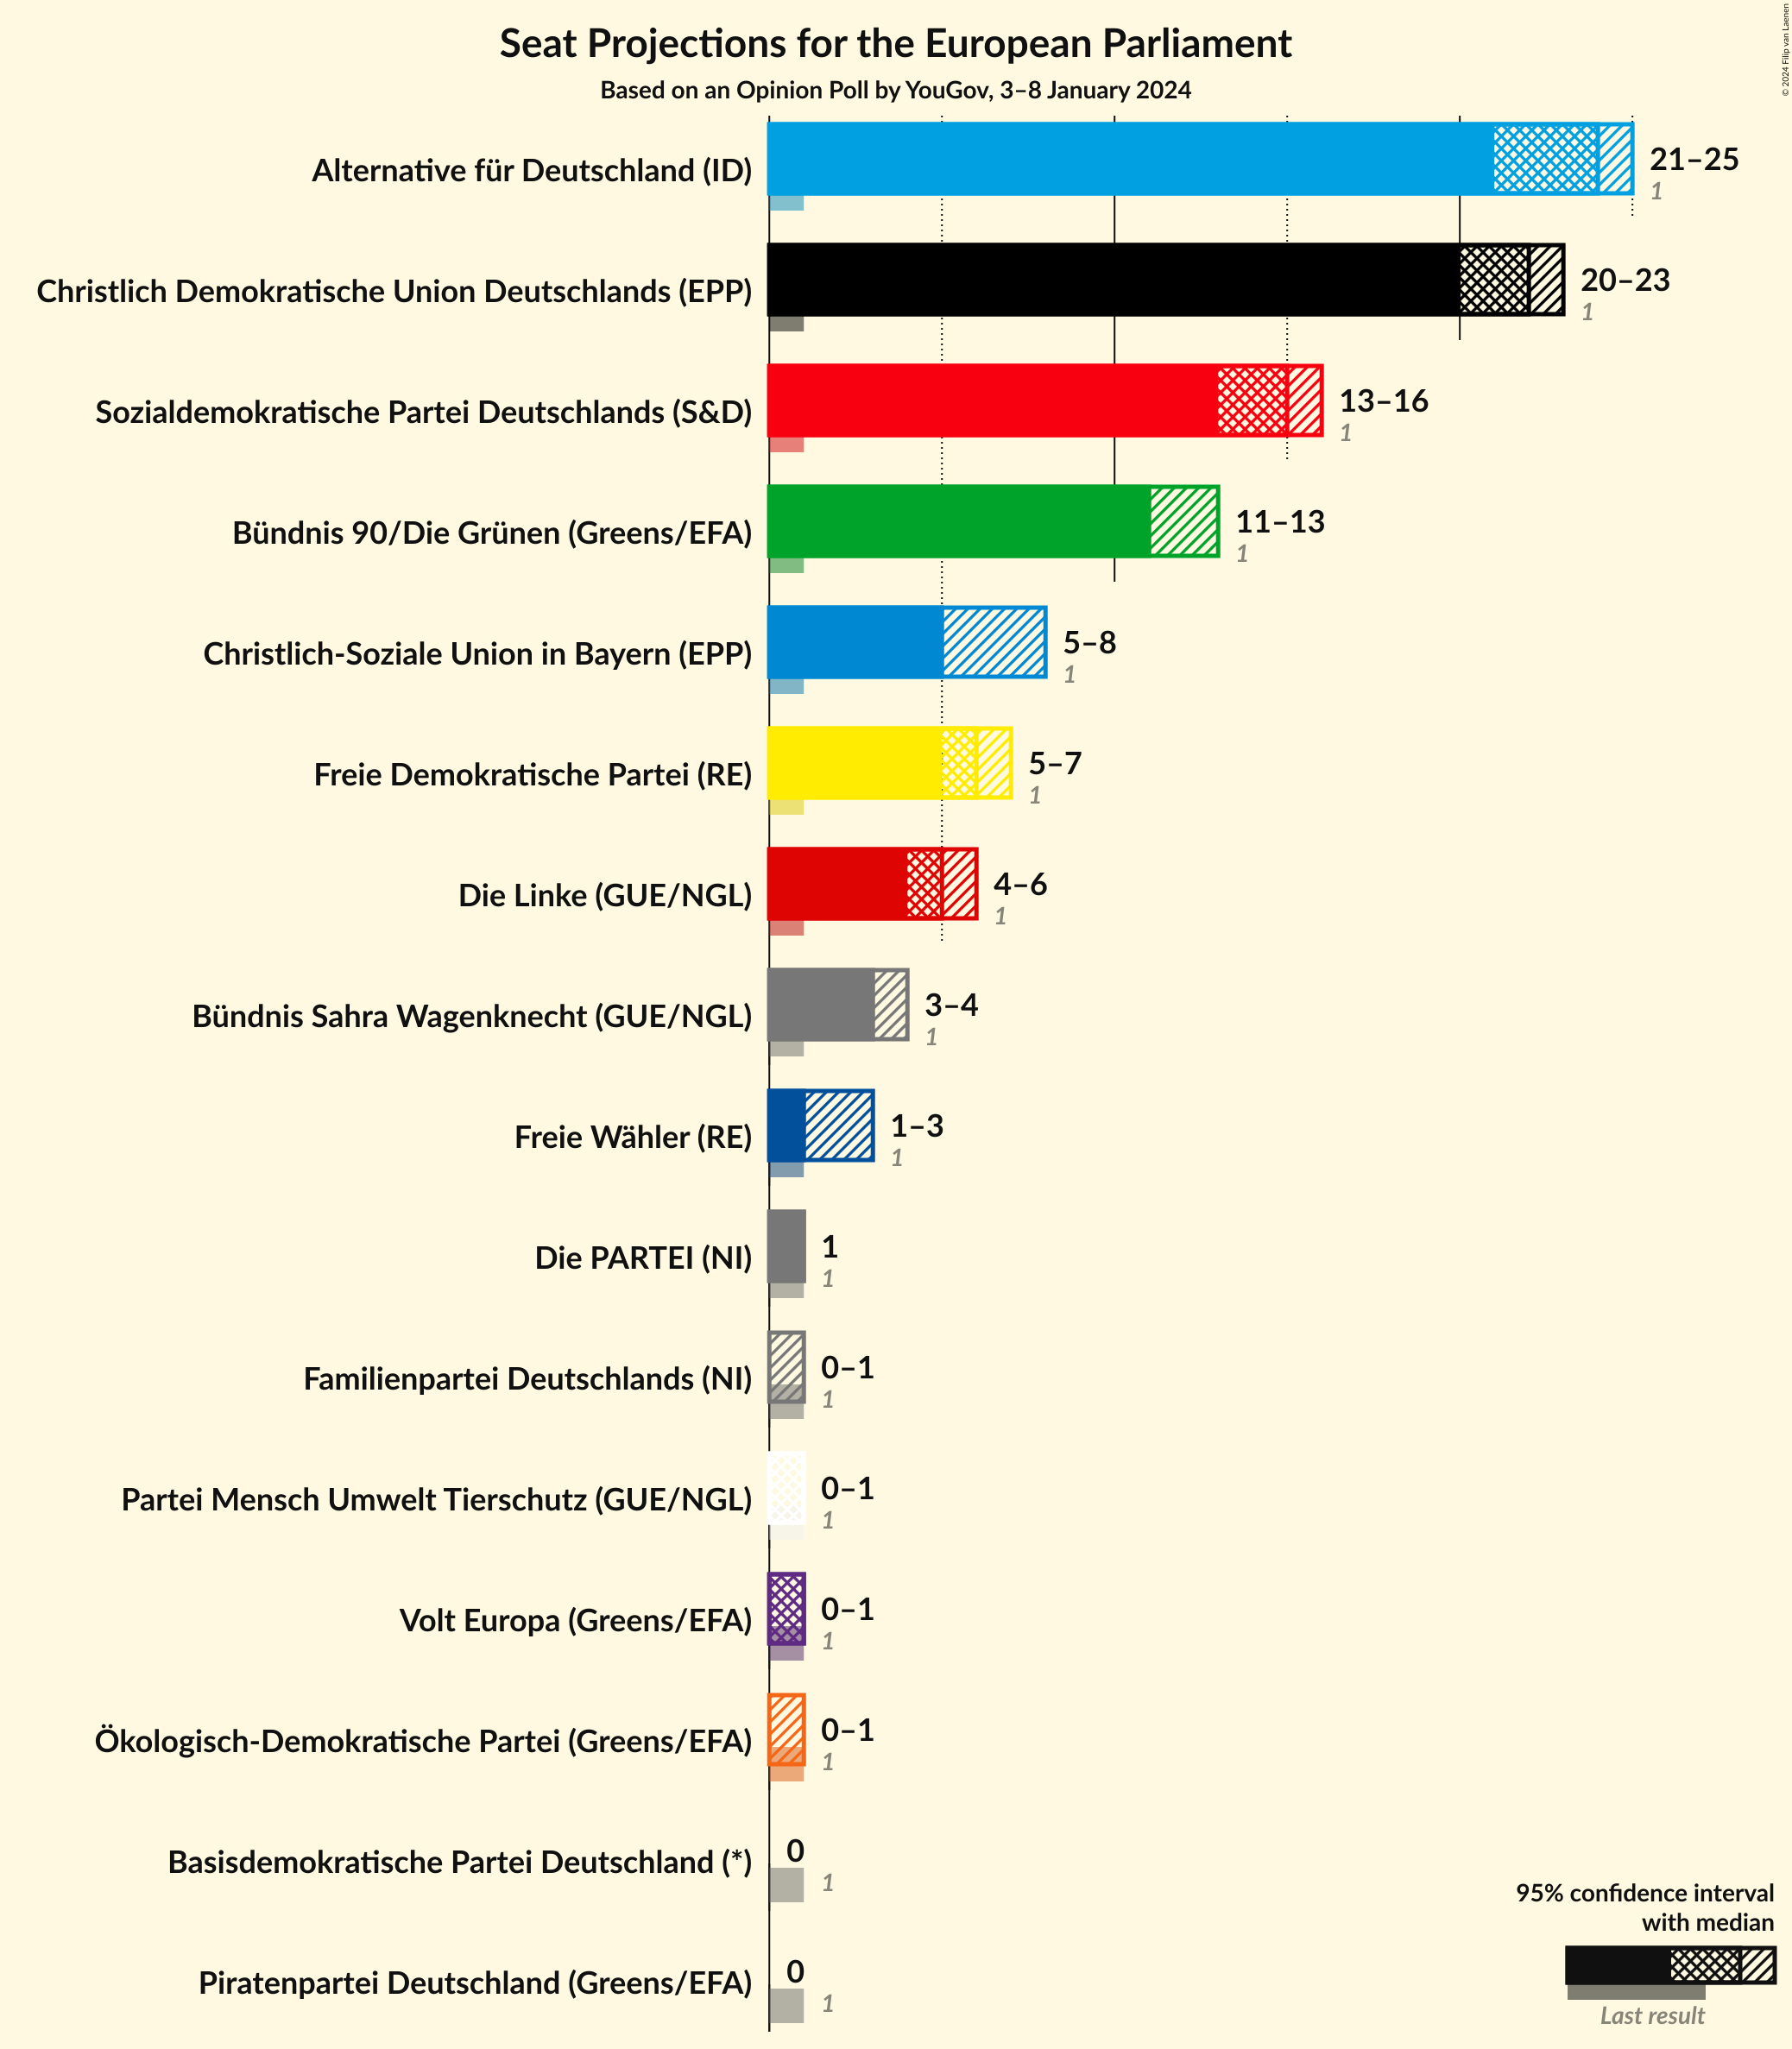 Seat Projections for the European Parliament
Based on an Opinion Poll by YouGov, 3–8 January 2024
© 2024 Filip van Laenen
Alternative für Deutschland (ID)
21–25
1
Christlich Demokratische Union Deutschlands (EPP)
20–23
1
Sozialdemokratische Partei Deutschlands (S&D)
13–16
1
Bündnis 90/Die Grünen (Greens/EFA)
11–13
1
Christlich-Soziale Union in Bayern (EPP)
5–8
1
Freie Demokratische Partei (RE)
5–7
1
Die Linke (GUE/NGL)
4–6
1
Bündnis Sahra Wagenknecht (GUE/NGL)
3–4
1
Freie Wähler (RE)
1–3
1
Die PARTEI (NI)
1
1
Familienpartei Deutschlands (NI)
0–1
1
Partei Mensch Umwelt Tierschutz (GUE/NGL)
0–1
1
Volt Europa (Greens/EFA)
0–1
1
Ökologisch-Demokratische Partei (Greens/EFA)
0–1
1
Basisdemokratische Partei Deutschland (*)
0
1
Piratenpartei Deutschland (Greens/EFA)
0
1
95% confidence interval
with median
Last result